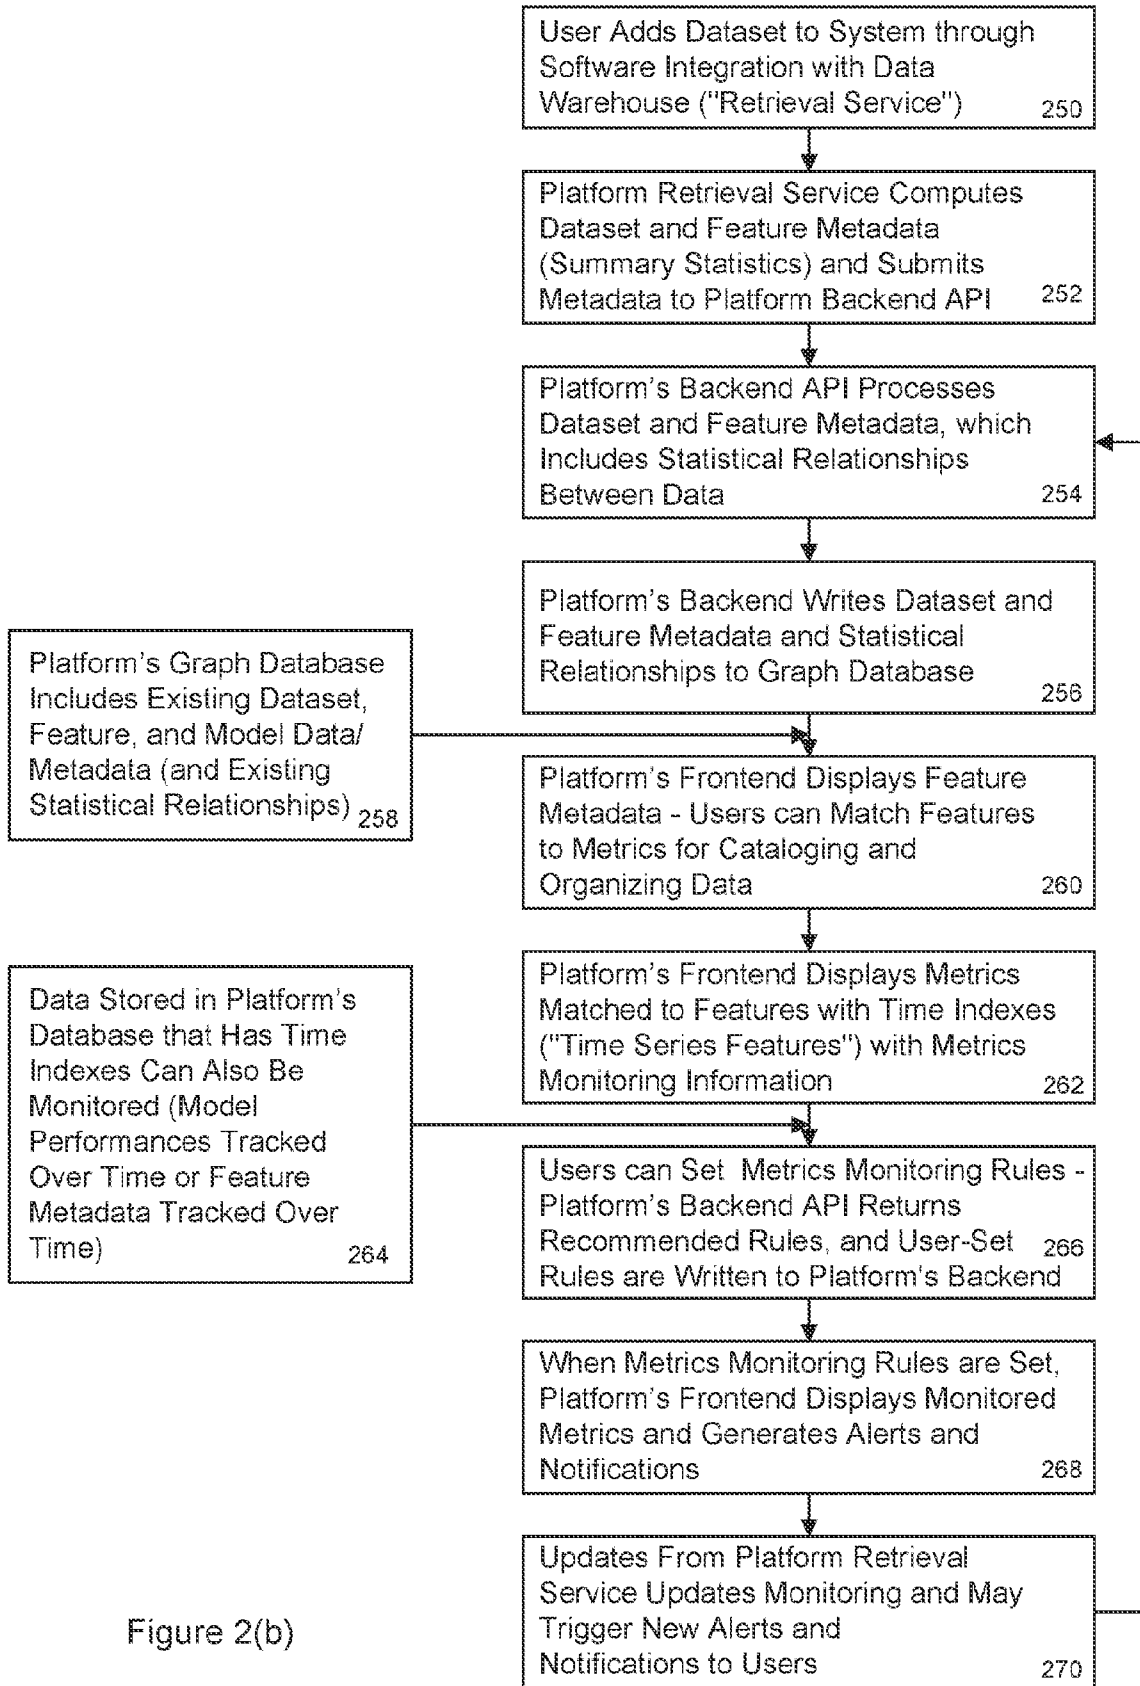 User Adds Dataset to System through
Software Integration with Data
Warehouse ("Retrieval Service") 250
Platform Retrieval Service Computes
Dataset and Feature Metadata
(Summary Statistics) and Submits
Metadata to Platform Backend API 252
Platform's Backend API Processes
Dataset and Feature Metadata, which
Includes Statistical Relationships
Between Data 254
Platform's Backend Writes Dataset and
Feature Metadata and Statistical
Relationships to Graph Database 256
Platform's Graph Database
Includes Existing Dataset,
Feature, and Model Data/
Metadata (and Existing
Statistical Relationships) 258
Platform's Frontend Displays Feature
Metadata - Users can Match Features
to Metrics for Cataloging and
Organizing Data 260
Platform's Frontend Displays Metrics
Matched to Features with Time Indexes
("Time Series Features") with Metrics
Monitoring Information 262
Data Stored in Platform's
Database that Has Time
Indexes Can Also Be
Monitored (Model
Performances Tracked
Over Time or Feature
Metadata Tracked Over
Time) 264
Users can Set Metrics Monitoring Rules -
Platform's Backend API Returns
Recommended Rules, and User-Set 266
Rules are Written to Platform's Backend
When Metrics Monitoring Rules are Set,
Platform's Frontend Displays Monitored
Metrics and Generates Alerts and
Notifications 268
Updates From Platform Retrieval
Service Updates Monitoring and May
Trigger New Alerts and
Notifications to Users 270
Figure 2(b)